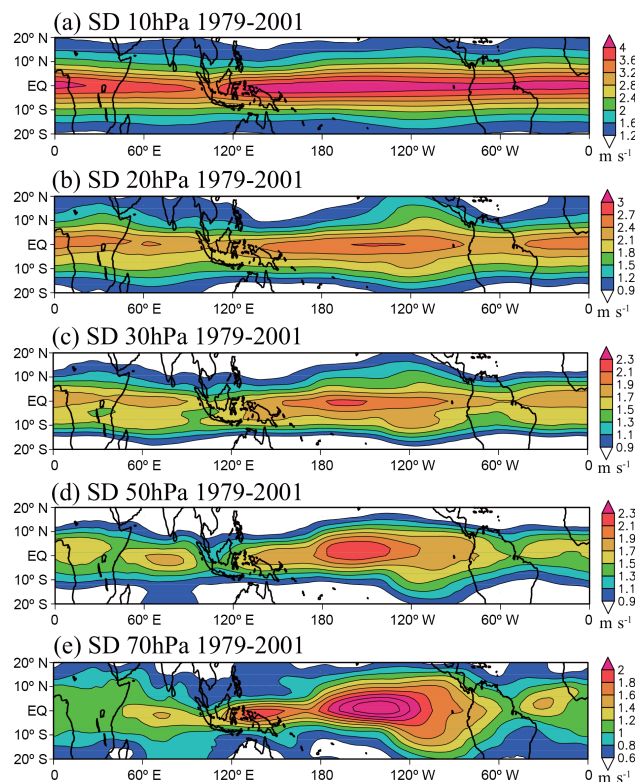 (a) SD 10hPa 1979-2001
20° N
10° N
EQ
10° S
20° S
0 60°E 120°E 180 120°W 60°W 0
4
3.6
3.2
2.8
2.4
2
1.6
1.2
m s⁻¹
(b) SD 20hPa 1979-2001
20° N
10° N
EQ
10° S
20° S
0 60°E 120°E 180 120°W 60°W 0
3
2.7
2.4
2.1
1.8
1.5
1.2
0.9
m s⁻¹
(c) SD 30hPa 1979-2001
20° N
10° N
EQ
10° S
20° S
0 60°E 120°E 180 120°W 60°W 0
2.3
2.1
1.9
1.7
1.5
1.3
1.1
0.9
m s⁻¹
(d) SD 50hPa 1979-2001
20° N
10° N
EQ
10° S
20° S
0 60°E 120°E 180 120°W 60°W 0
2.3
2.1
1.9
1.7
1.5
1.3
1.1
0.9
m s⁻¹
(e) SD 70hPa 1979-2001
20° N
10° N
EQ
10° S
20° S
0 60°E 120°E 180 120°W 60°W 0
2
1.8
1.6
1.4
1.2
1
0.8
0.6
m s⁻¹